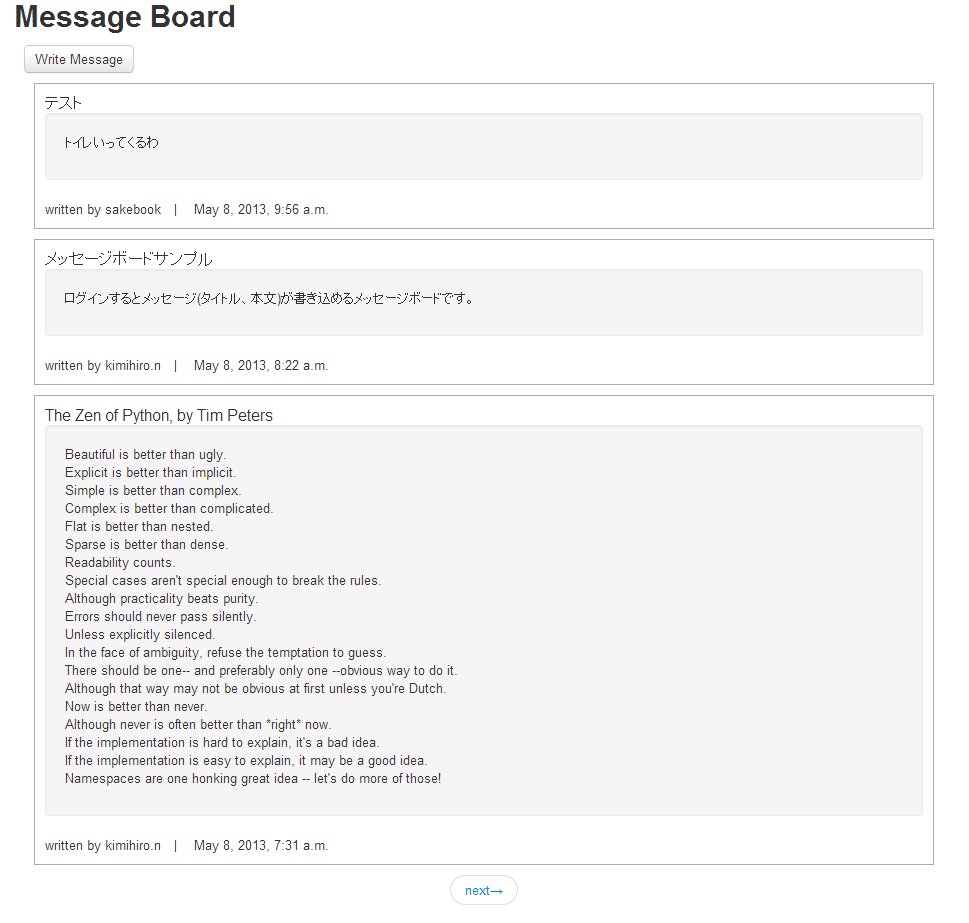 Message Board
Write Message
テスト
トイレいってくるわ
written by sakebook | May 8, 2013, 9:56 a.m.
メッセージボードサンプル
ログインするとメッセージ(タイトル、本文)が書き込めるメッセージボードです。
written by kimihiro.n | May 8, 2013, 8:22 a.m.
The Zen of Python, by Tim Peters
Beautiful is better than ugly.
Explicit is better than implicit.
Simple is better than complex.
Complex is better than complicated.
Flat is better than nested.
Sparse is better than dense.
Readability counts.
Special cases aren't special enough to break the rules.
Although practicality beats purity.
Errors should never pass silently.
Unless explicitly silenced.
In the face of ambiguity, refuse the temptation to guess.
There should be one-- and preferably only one --obvious way to do it.
Although that way may not be obvious at first unless you're Dutch.
Now is better than never.
Although never is often better than *right* now.
If the implementation is hard to explain, it's a bad idea.
If the implementation is easy to explain, it may be a good idea.
Namespaces are one honking great idea -- let's do more of those!
written by kimihiro.n | May 8, 2013, 7:31 a.m.
next→